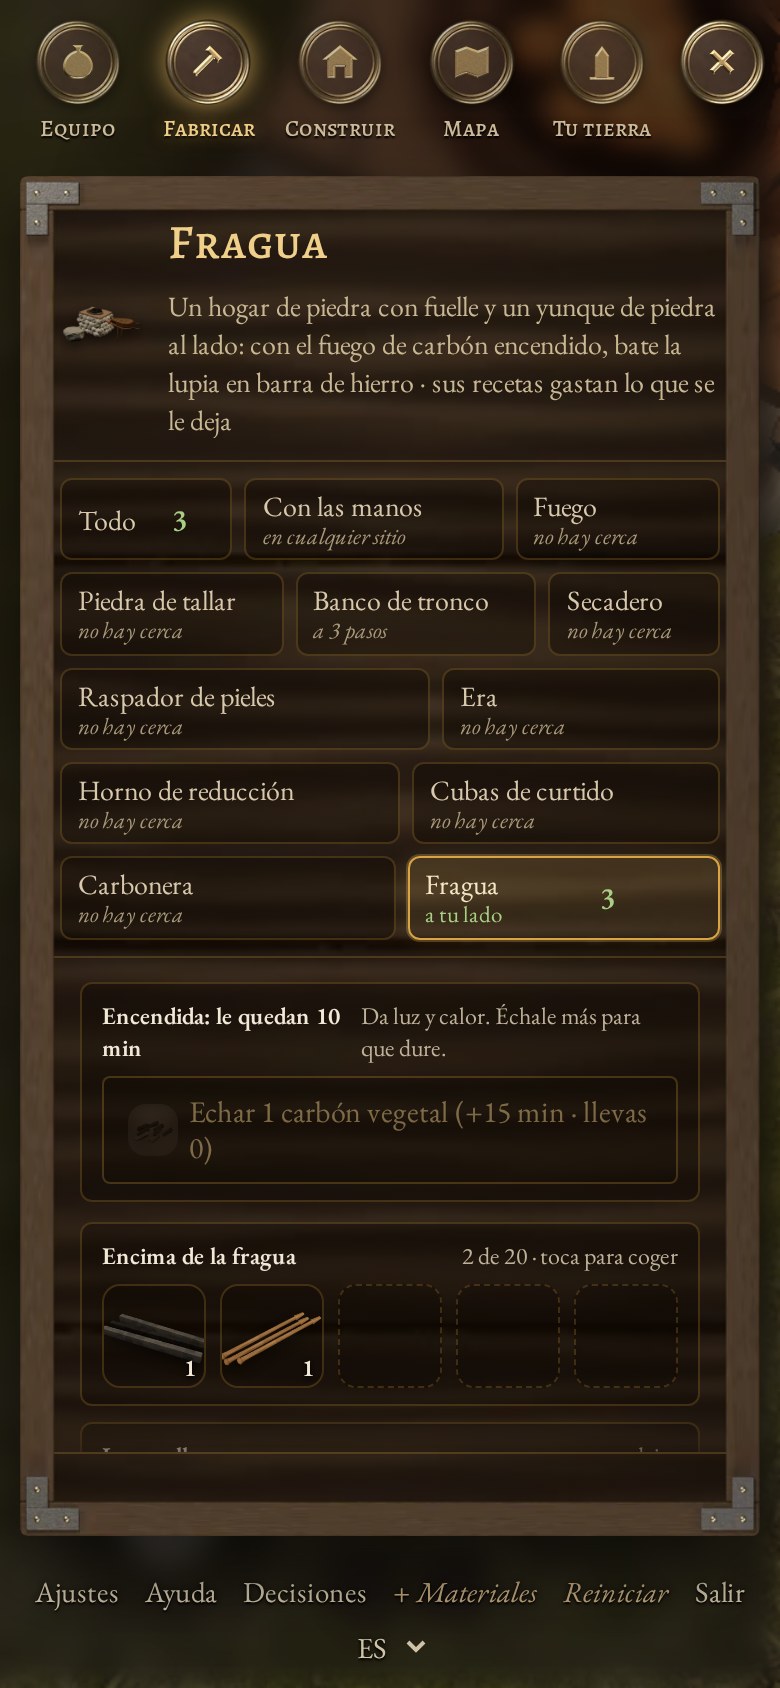 Equipo
Fabricar
Construir
Mapa
Tu tierra
Fragua
Un hogar de piedra con fuelle y un yunque de piedra
al lado: con el fuego de carbón encendido, bate la
lupia en barra de hierro · sus recetas gastan lo que se
le deja
Todo 3
Con las manos
en cualquier sitio
Fuego
no hay cerca
Piedra de tallar
no hay cerca
Banco de tronco
a 3 pasos
Secadero
no hay cerca
Raspador de pieles
no hay cerca
Era
no hay cerca
Horno de reducción
no hay cerca
Cubas de curtido
no hay cerca
Carbonera
no hay cerca
Fragua
a tu lado
3
Encendida: le quedan 10
min
Da luz y calor. Échale más para
que dure.
Echar 1 carbón vegetal (+15 min · llevas
0)
Encima de la fragua
2 de 20 · toca para coger
1
1
Ajustes Ayuda Decisiones + Materiales Reiniciar Salir
ES